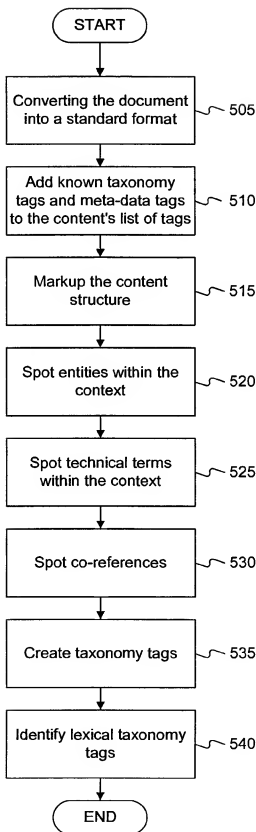 START
Converting the document
into a standard format
505
Add known taxonomy
tags and meta-data tags
to the content's list of tags
510
Markup the content
structure
515
Spot entities within the
context
520
Spot technical terms
within the context
525
Spot co-references
530
Create taxonomy tags
535
Identify lexical taxonomy
tags
540
END